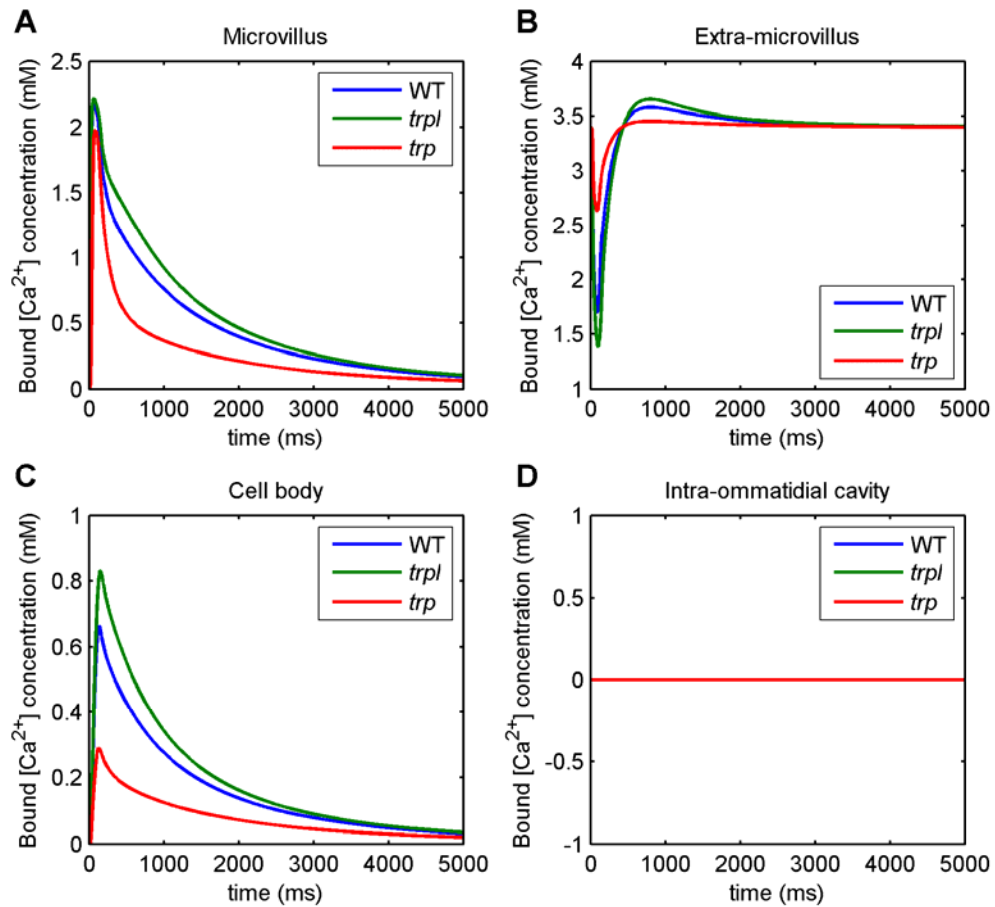 A
Microvillus
Bound [Ca²⁺] concentration (mM)
2.5
2
1.5
1
0.5
0
WT
trpl
trp
0 1000 2000 3000 4000 5000
time (ms)
B
Extra-microvillus
Bound [Ca²⁺] concentration (mM)
4
3.5
3
2.5
2
1.5
1
WT
trpl
trp
0 1000 2000 3000 4000 5000
time (ms)
C
Cell body
Bound [Ca²⁺] concentration (mM)
1
0.8
0.6
0.4
0.2
0
WT
trpl
trp
0 1000 2000 3000 4000 5000
time (ms)
D
Intra-ommatidial cavity
Bound [Ca²⁺] concentration (mM)
1
0.5
0
-0.5
-1
WT
trpl
trp
0 1000 2000 3000 4000 5000
time (ms)